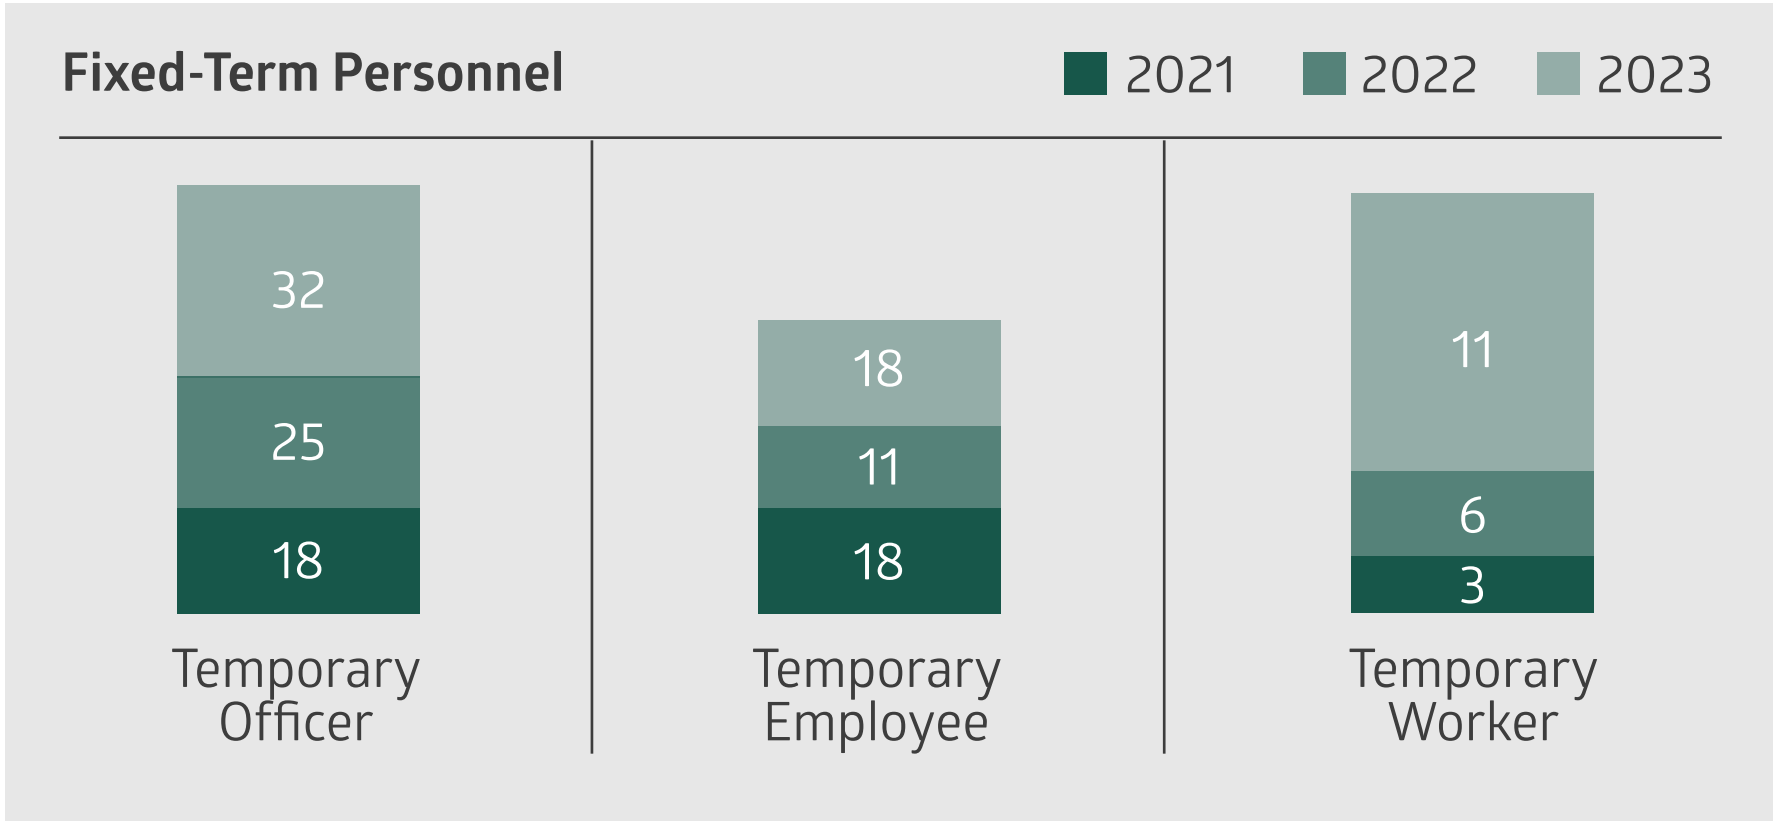 Fixed-Term Personnel
2021
2022
2023
32
25
18
Temporary
Officer
18
11
18
Temporary
Employee
11
6
3
Temporary
Worker